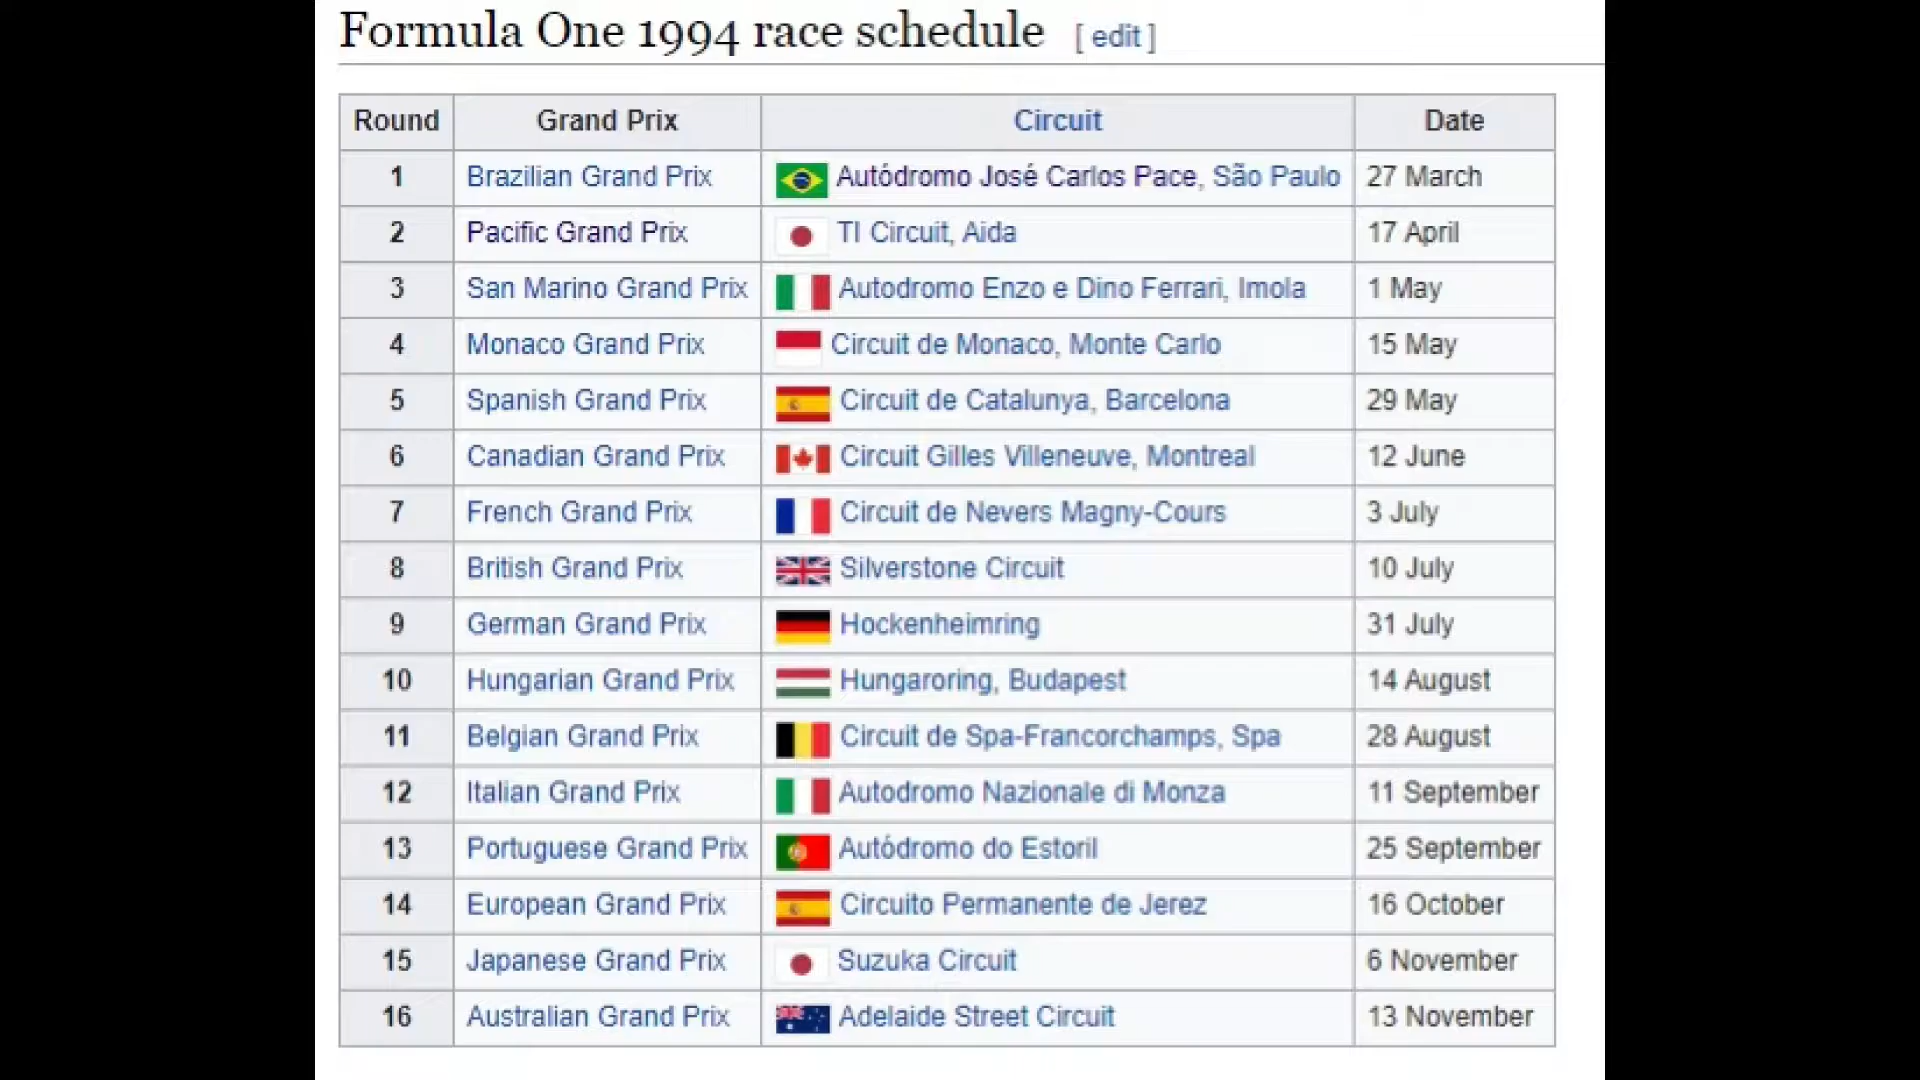 Formula One 1994 race schedule [ edit ]
Round Grand Prix Circuit Date
1 Brazilian Grand Prix Autódromo José Carlos Pace, São Paulo 27 March
2 Pacific Grand Prix TI Circuit, Aida 17 April
3 San Marino Grand Prix Autodromo Enzo e Dino Ferrari, Imola 1 May
4 Monaco Grand Prix Circuit de Monaco, Monte Carlo 15 May
5 Spanish Grand Prix Circuit de Catalunya, Barcelona 29 May
6 Canadian Grand Prix Circuit Gilles Villeneuve, Montreal 12 June
7 French Grand Prix Circuit de Nevers Magny-Cours 3 July
8 British Grand Prix Silverstone Circuit 10 July
9 German Grand Prix Hockenheimring 31 July
10 Hungarian Grand Prix Hungaroring, Budapest 14 August
11 Belgian Grand Prix Circuit de Spa-Francorchamps, Spa 28 August
12 Italian Grand Prix Autodromo Nazionale di Monza 11 September
13 Portuguese Grand Prix Autódromo do Estoril 25 September
14 European Grand Prix Circuito Permanente de Jerez 16 October
15 Japanese Grand Prix Suzuka Circuit 6 November
16 Australian Grand Prix Adelaide Street Circuit 13 November